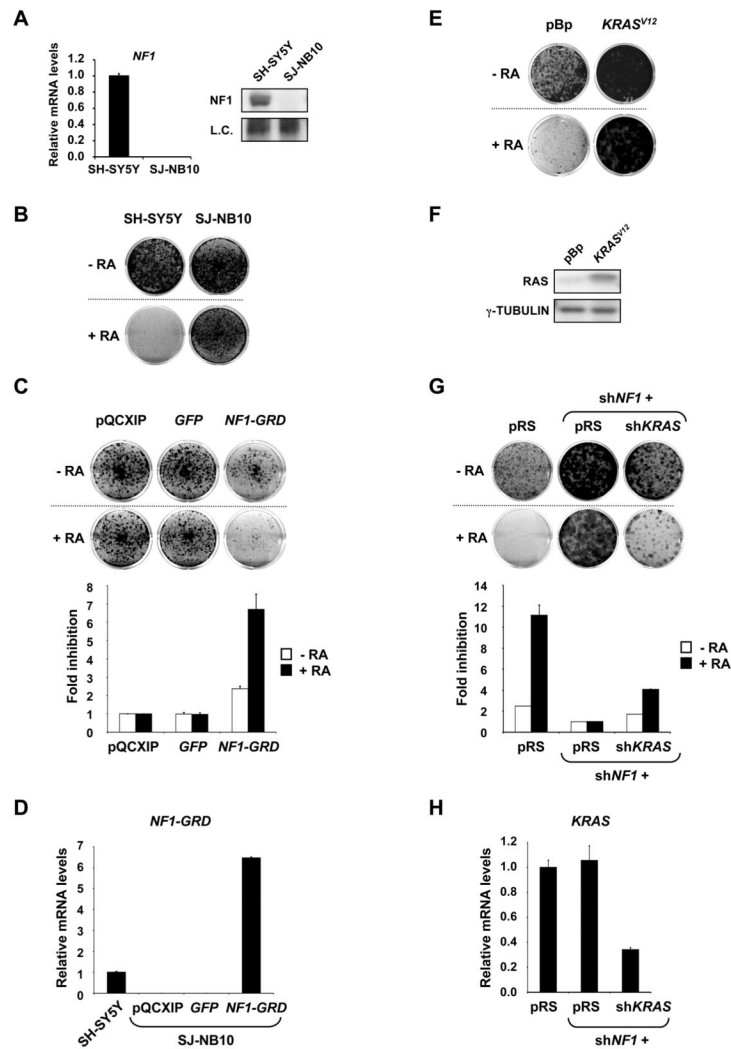 A
NF1
Relative mRNA levels
1.2
1.0
0.8
0.6
0.4
0.2
0.0
SH-SY5Y SJ-NB10
SH-SY5Y
SJ-NB10
NF1
L.C.
B
SH-SY5Y SJ-NB10
- RA
+ RA
C
pQCXIP GFP NF1-GRD
- RA
+ RA
Fold inhibition
8
7
6
5
4
3
2
1
0
- RA
+ RA
pQCXIP GFP NF1-GRD
D
NF1-GRD
Relative mRNA levels
7
6
5
4
3
2
1
0
SH-SY5Y
pQCXIP GFP NF1-GRD
SJ-NB10
E
pBp KRASV12
- RA
+ RA
F
pBp
KRASV12
RAS
γ-TUBULIN
G
shNF1 +
pRS pRS shKRAS
- RA
+ RA
Fold inhibition
14
12
10
8
6
4
2
0
- RA
+ RA
pRS pRS shKRAS
shNF1 +
H
KRAS
Relative mRNA levels
1.2
1.0
0.8
0.6
0.4
0.2
0.0
pRS pRS shKRAS
shNF1 +